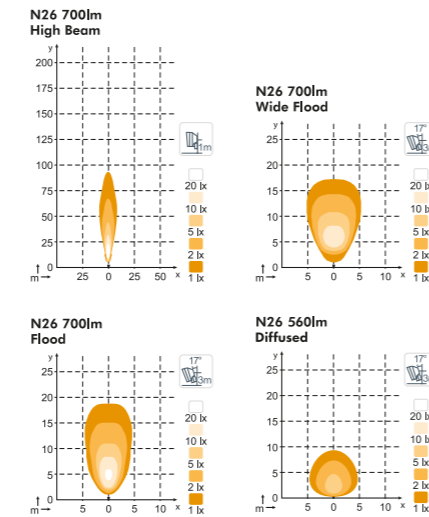 N26 700lm
High Beam
y
200
175
150
125
100
75
50
25
0
m
25 0 25 50 x
1m
20 lx
10 lx
5 lx
2 lx
1 lx
N26 700lm
Wide Flood
y
25
20
15
10
5
0
m
5 0 5 10 x
17°
0,3
20 l
10 l
5 lx
2 lx
1 lx
N26 700lm
Flood
y
25
20
15
10
5
0
m
5 0 5 10 x
17°
0,3m
20 lx
10 lx
5 lx
2 lx
1 lx
N26 560lm
Diffused
y
25
20
15
10
5
0
m
5 0 5 10 x
17°
0,3
20 l
10 l
5 lx
2 lx
1 lx